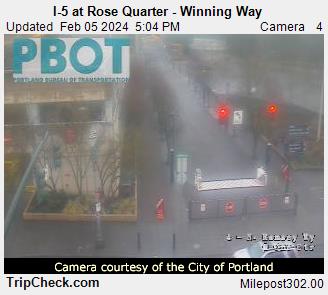 I-5 at Rose Quarter - Winning Way
Updated  Feb 05 2024  5:04 PM
Camera  4
PBOT
PORTLAND BUREAU OF TRANSPORTATION
Camera courtesy of the City of Portland
TripCheck.com
Milepost302.00